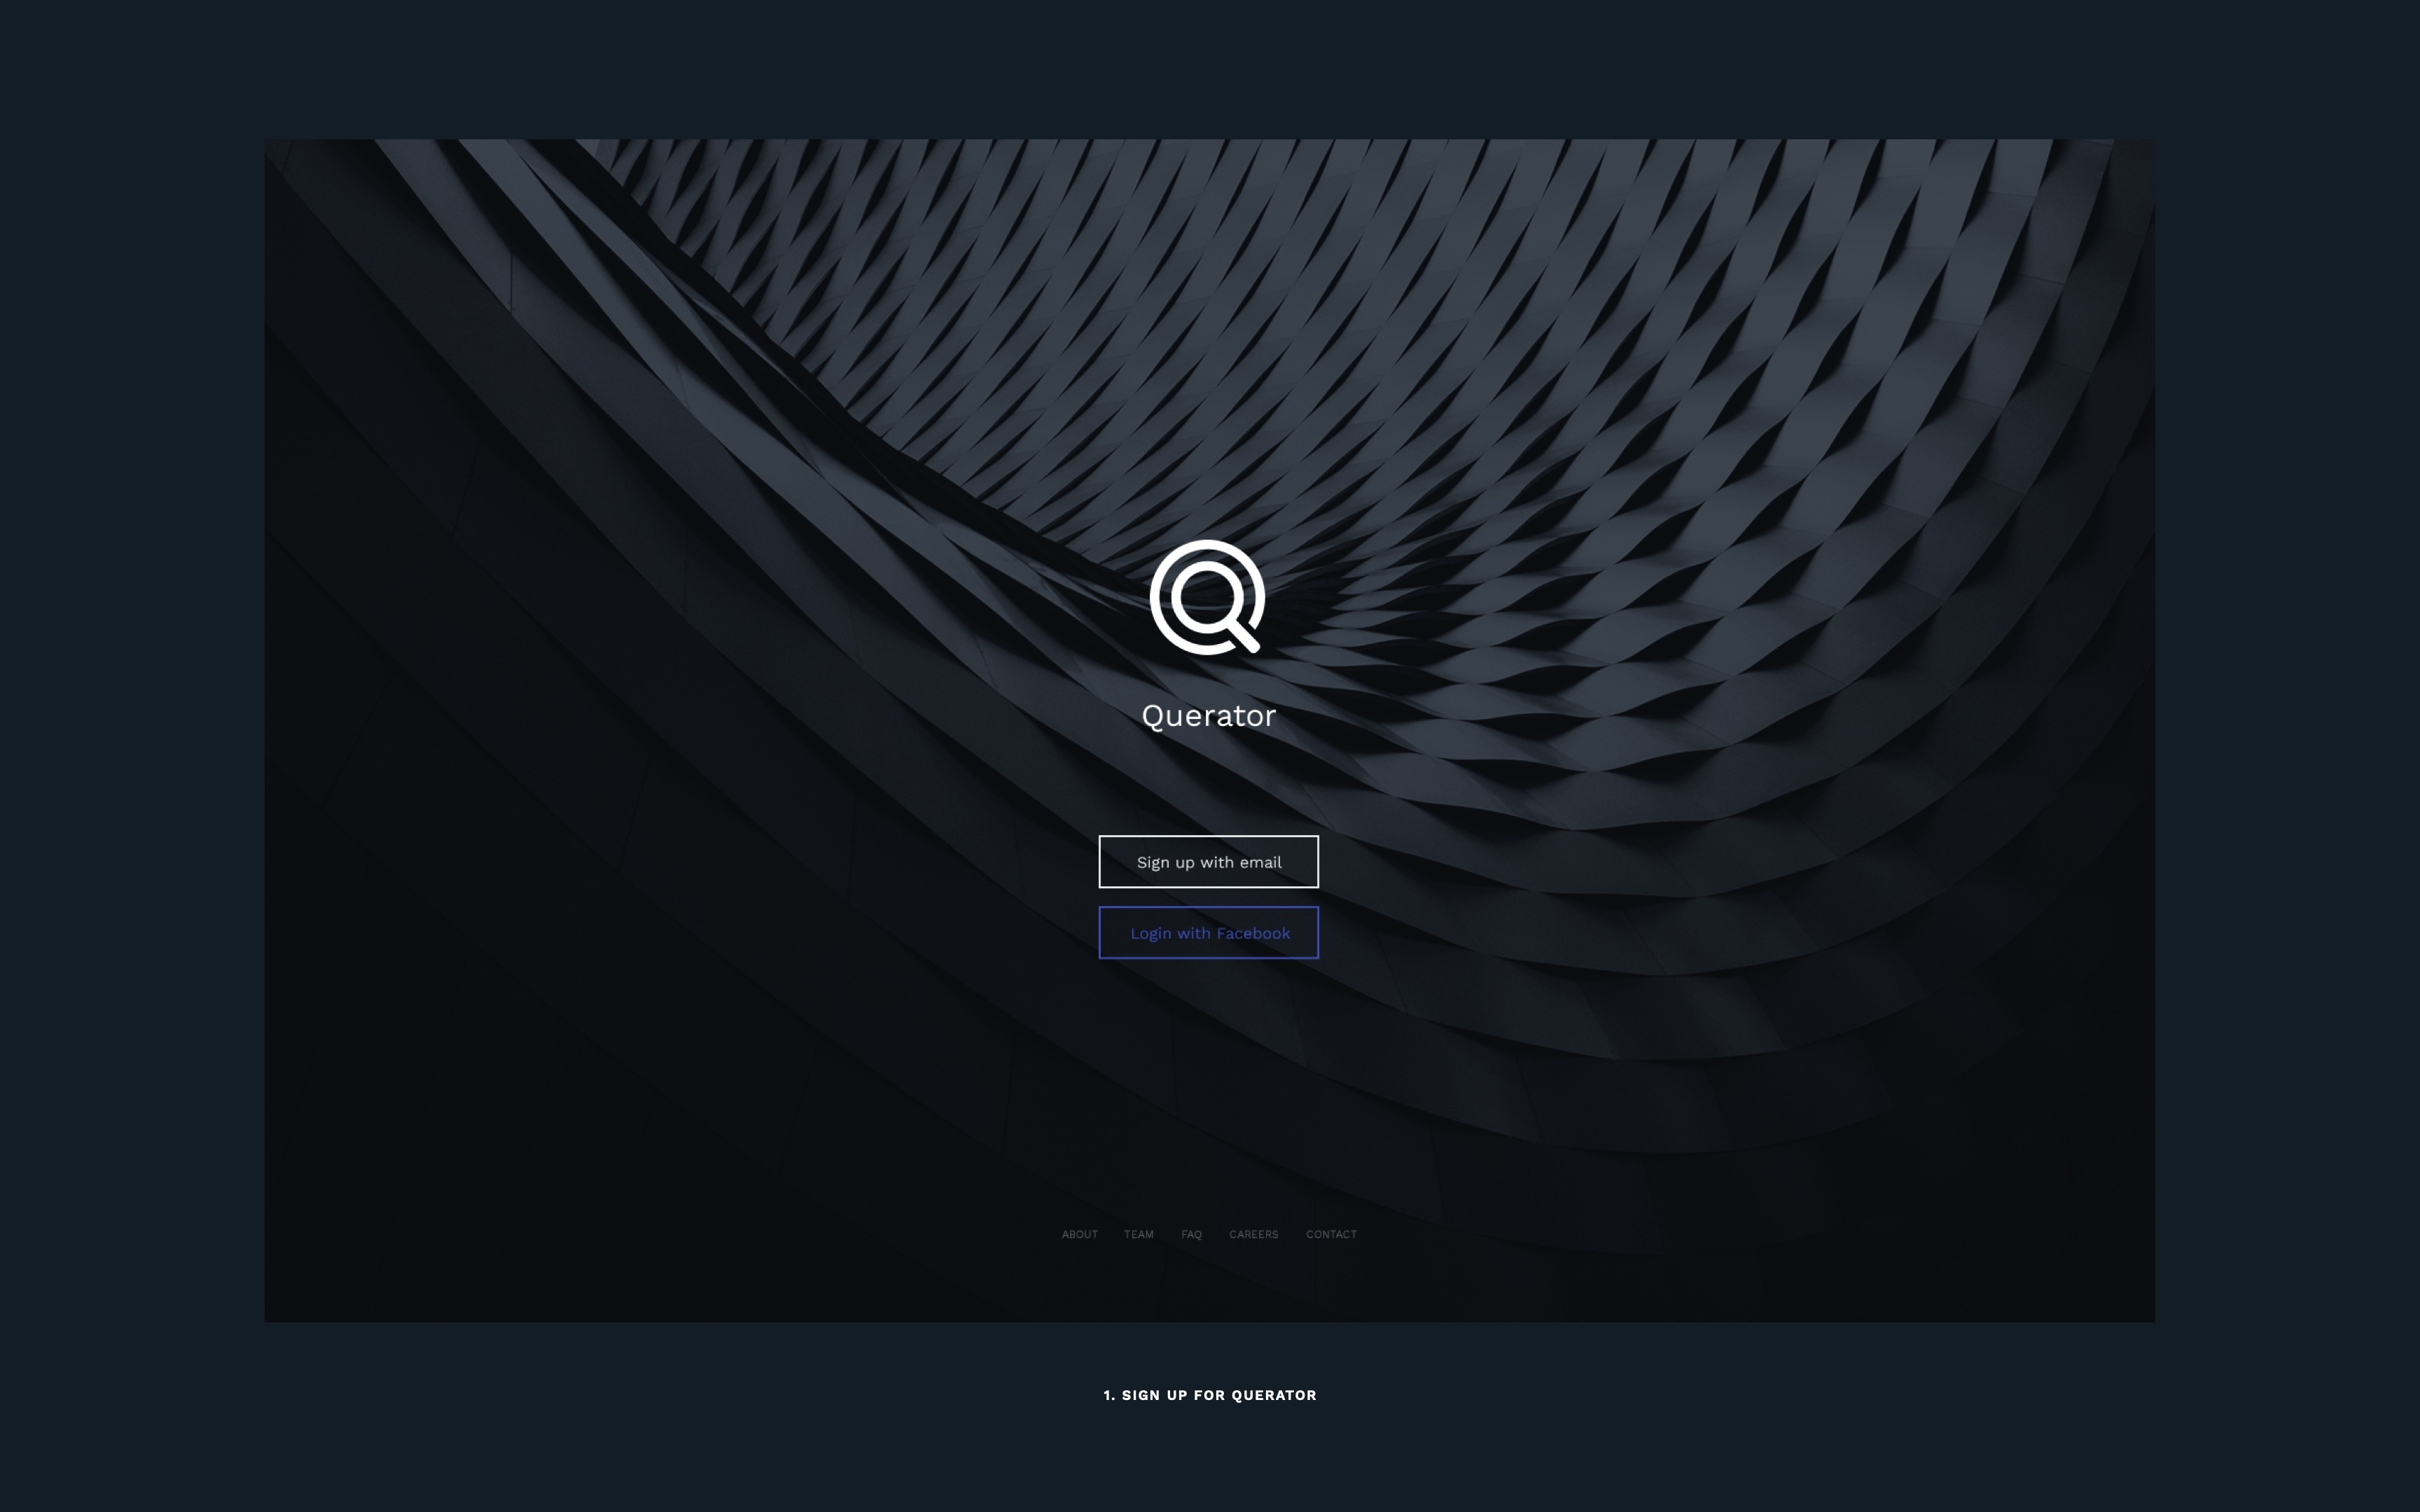 Querator
Sign up with email
Login with Facebook
ABOUT TEAM FAQ CAREERS CONTACT
1. SIGN UP FOR QUERATOR